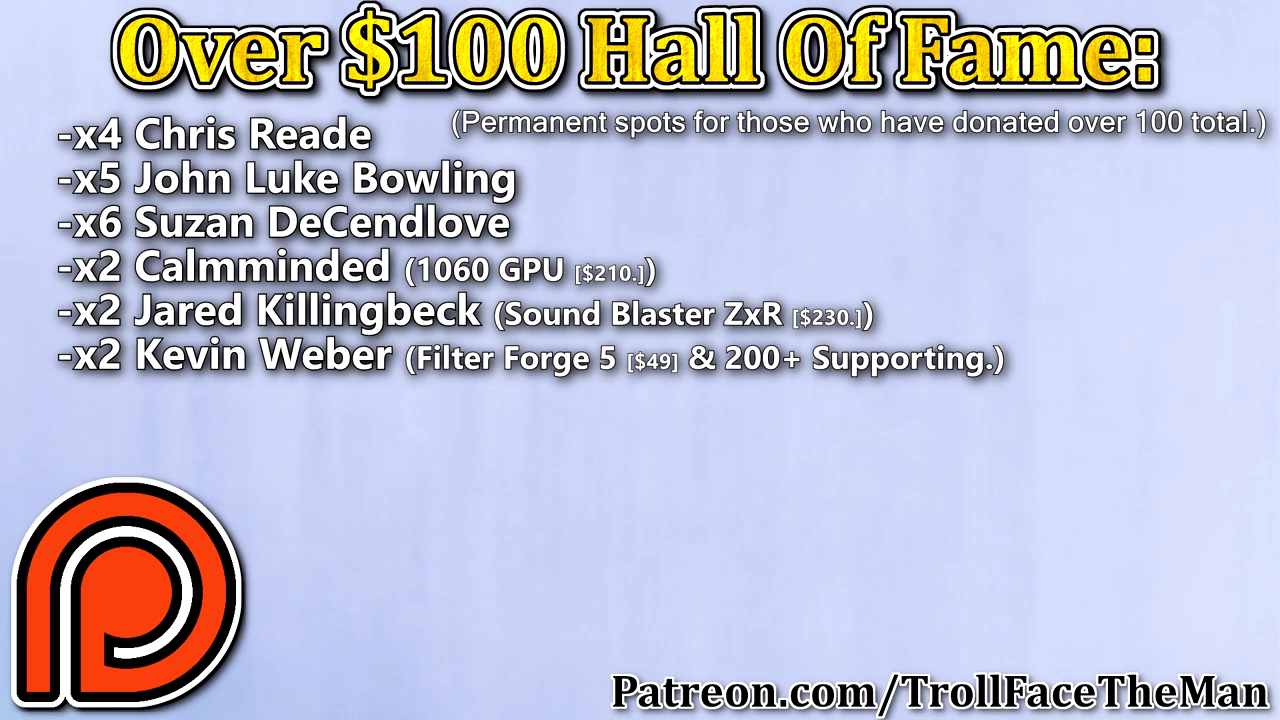 Over $100 Hall Of Fame:
(Permanent spots for those who have donated over 100 total.)
-x4 Chris Reade
-x5 John Luke Bowling
-x6 Suzan DeCendlove
-x2 Calmminded (1060 GPU [$210.])
-x2 Jared Killingbeck (Sound Blaster ZxR [$230.])
-x2 Kevin Weber (Filter Forge 5 [$49] & 200+ Supporting.)
Patreon.com/TrollFaceTheMan